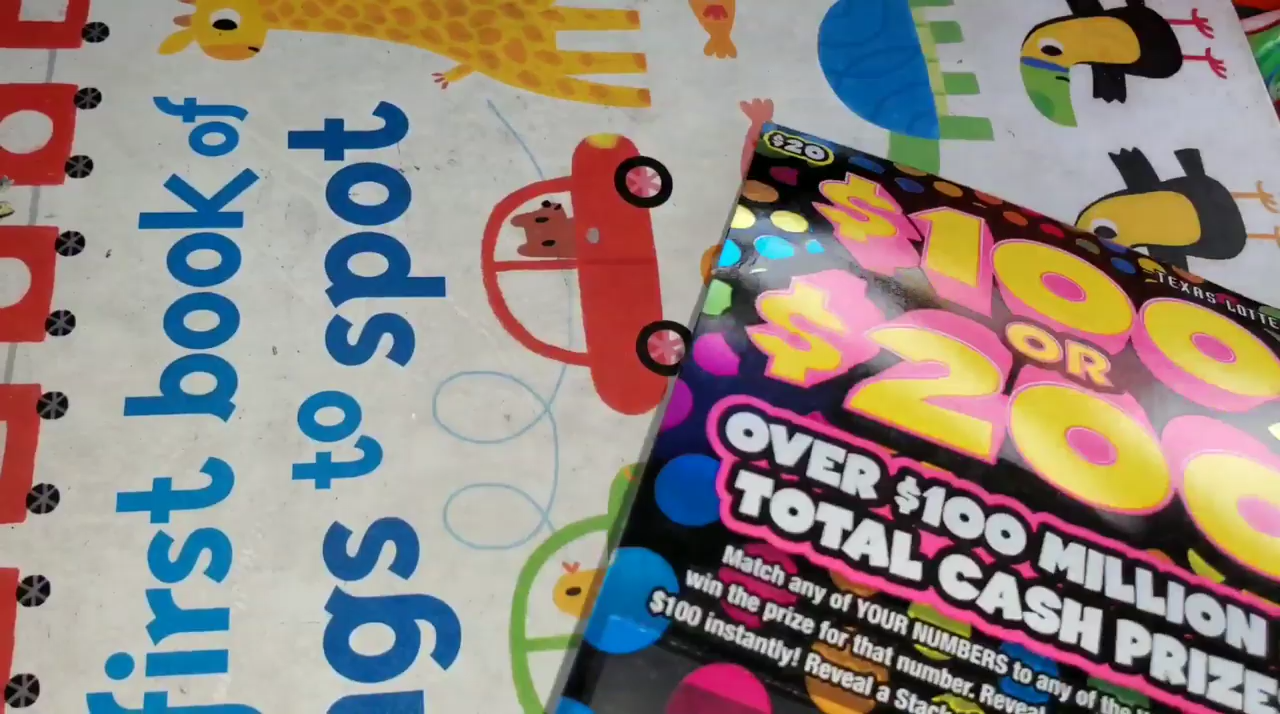 first book of
ngs to spot
$20
TEXAS LOTTE
$100
OR
$200
OVER $100 MILLION
TOTAL CASH PRIZE
Match any of YOUR NUMBERS to any of the
win the prize for that number. Reveal
$100 instantly! Reveal a Stack